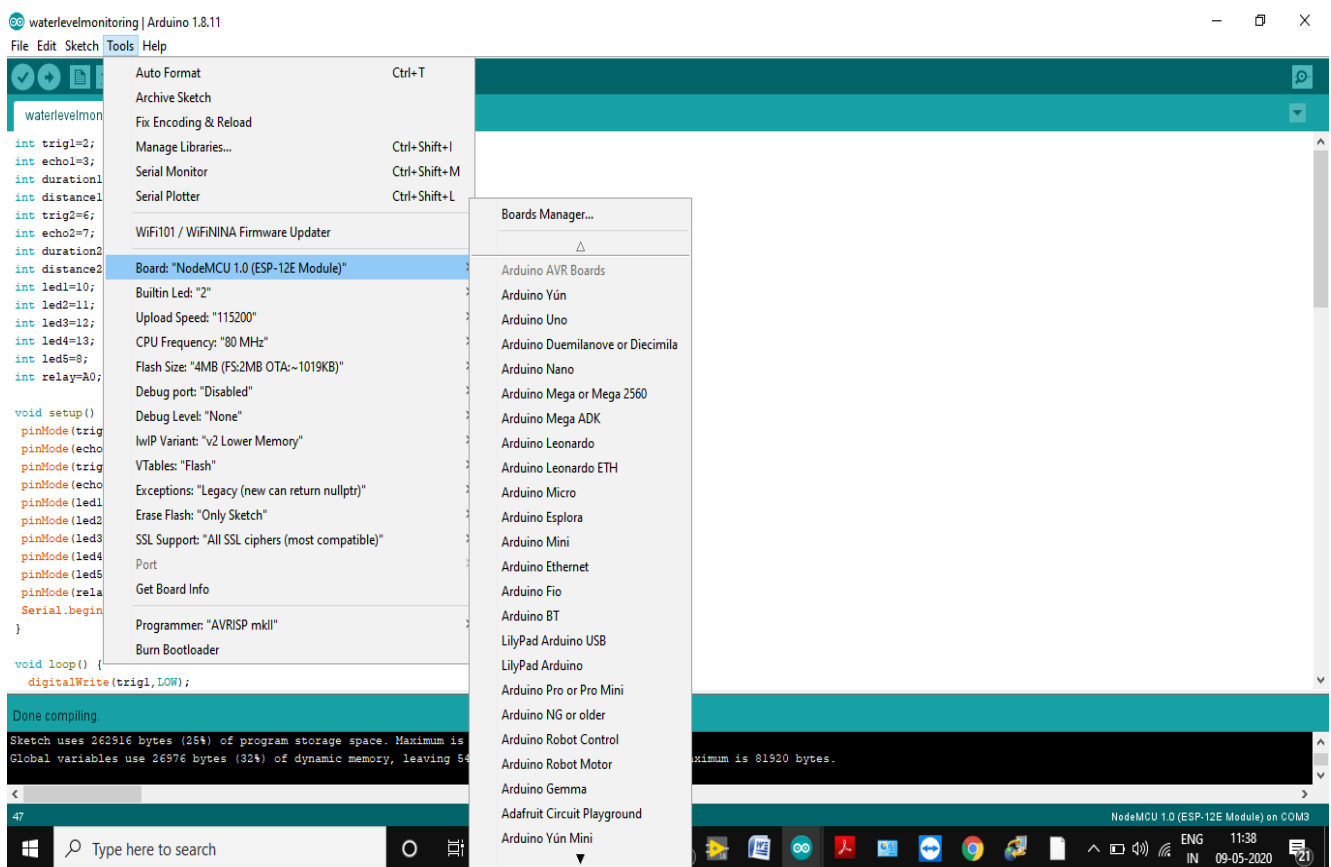 waterlevelmonitoring | Arduino 1.8.11
File Edit Sketch Tools Help
waterlevelmon
int trig1=2;
int echo1=3;
int duration1
int distance1
int trig2=6;
int echo2=7;
int duration2
int distance2
int led1=10;
int led2=11;
int led3=12;
int led4=13;
int led5=8;
int relay=A0;
void setup()
pinMode(trig
pinMode(echo
pinMode(trig
pinMode(echo
pinMode(led1
pinMode(led2
pinMode(led3
pinMode(led4
pinMode(led5
pinMode(rela
Serial.begin
}
void loop() {
digitalWrite(trig1,LOW);
Auto Format Ctrl+T
Archive Sketch
Fix Encoding & Reload
Manage Libraries... Ctrl+Shift+I
Serial Monitor Ctrl+Shift+M
Serial Plotter Ctrl+Shift+L
WiFi101 / WiFiNINA Firmware Updater
Board: "NodeMCU 1.0 (ESP-12E Module)"
Builtin Led: "2"
Upload Speed: "115200"
CPU Frequency: "80 MHz"
Flash Size: "4MB (FS:2MB OTA:~1019KB)"
Debug port: "Disabled"
Debug Level: "None"
lwIP Variant: "v2 Lower Memory"
VTables: "Flash"
Exceptions: "Legacy (new can return nullptr)"
Erase Flash: "Only Sketch"
SSL Support: "All SSL ciphers (most compatible)"
Port
Get Board Info
Programmer: "AVRISP mkII"
Burn Bootloader
Boards Manager...
Arduino AVR Boards
Arduino Yún
Arduino Uno
Arduino Duemilanove or Diecimila
Arduino Nano
Arduino Mega or Mega 2560
Arduino Mega ADK
Arduino Leonardo
Arduino Leonardo ETH
Arduino Micro
Arduino Esplora
Arduino Mini
Arduino Ethernet
Arduino Fio
Arduino BT
LilyPad Arduino USB
LilyPad Arduino
Arduino Pro or Pro Mini
Arduino NG or older
Arduino Robot Control
Arduino Robot Motor
Arduino Gemma
Adafruit Circuit Playground
Arduino Yún Mini
Done compiling.
Sketch uses 262916 bytes (25%) of program storage space. Maximum is
Global variables use 26976 bytes (32%) of dynamic memory, leaving 54 ximum is 81920 bytes.
47 NodeMCU 1.0 (ESP-12E Module) on COM3
Type here to search
ENG
IN
11:38
09-05-2020
21